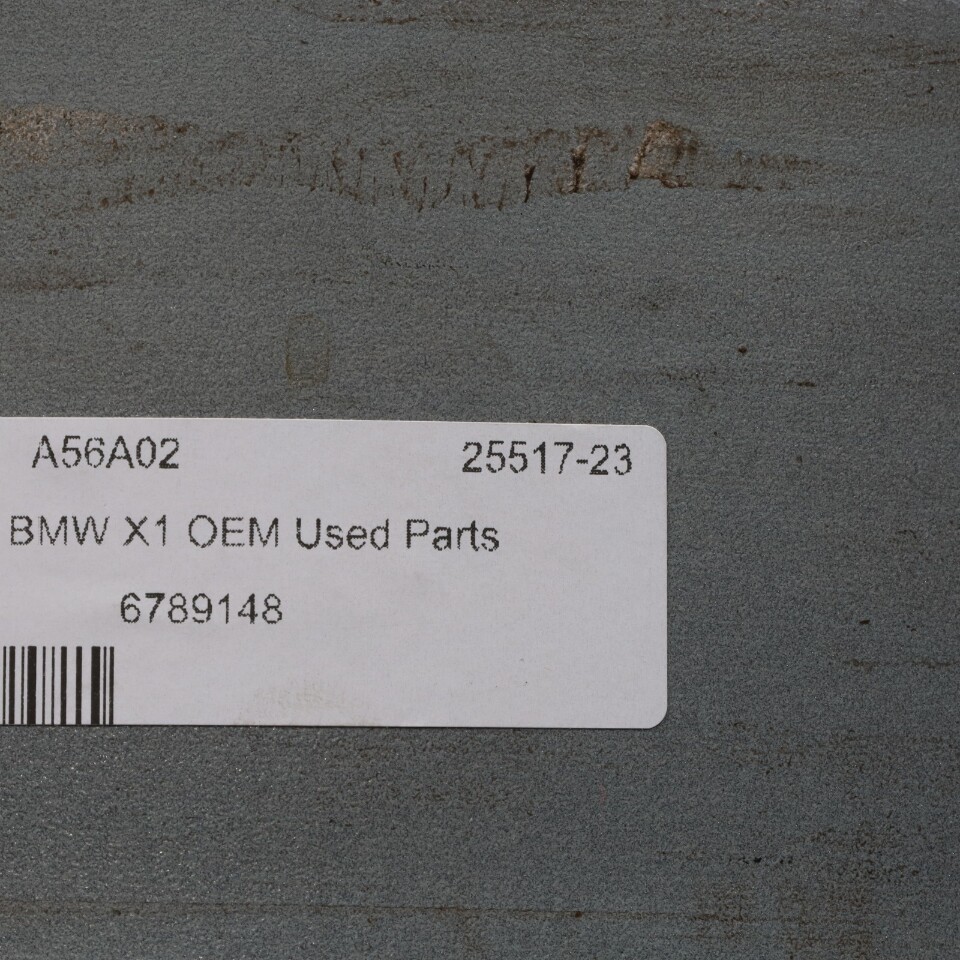 A56A02 25517-23
BMW X1 OEM Used Parts
6789148